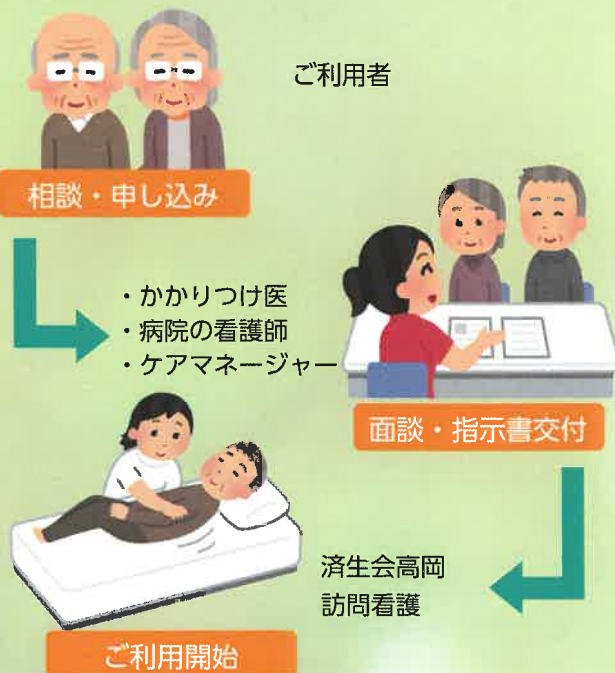 ご利用者
相談・申し込み
・かかりつけ医
・病院の看護師
・ケアマネージャー
面談・指示書交付
済生会高岡
訪問看護
ご利用開始